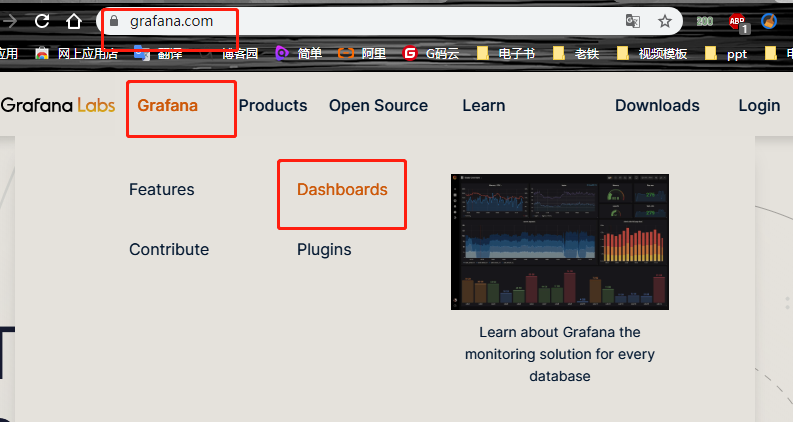 grafana.com
应用 网上应用店 翻译 博客园 简单 阿里 G码云 电子书 老铁 视频模板 ppt
Grafana Labs Grafana Products Open Source Learn Downloads Login
Features Dashboards
Contribute Plugins
Learn about Grafana the
monitoring solution for every
database